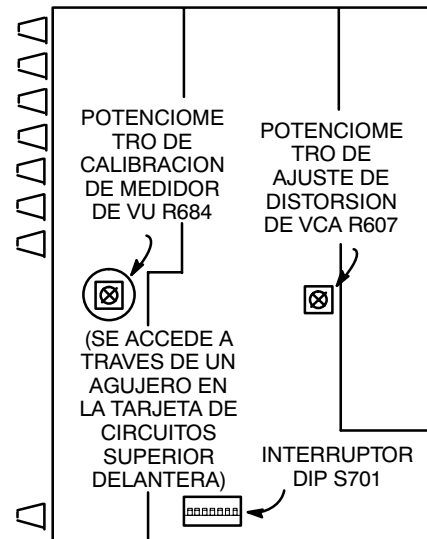 POTENCIOME
TRO DE
CALIBRACION
DE MEDIDOR
DE VU R684
POTENCIOME
TRO DE
AJUSTE DE
DISTORSION
DE VCA R607
(SE ACCEDE A
TRAVES DE UN
AGUJERO EN
LA TARJETA DE
CIRCUITOS
SUPERIOR
DELANTERA)
INTERRUPTOR
DIP S701